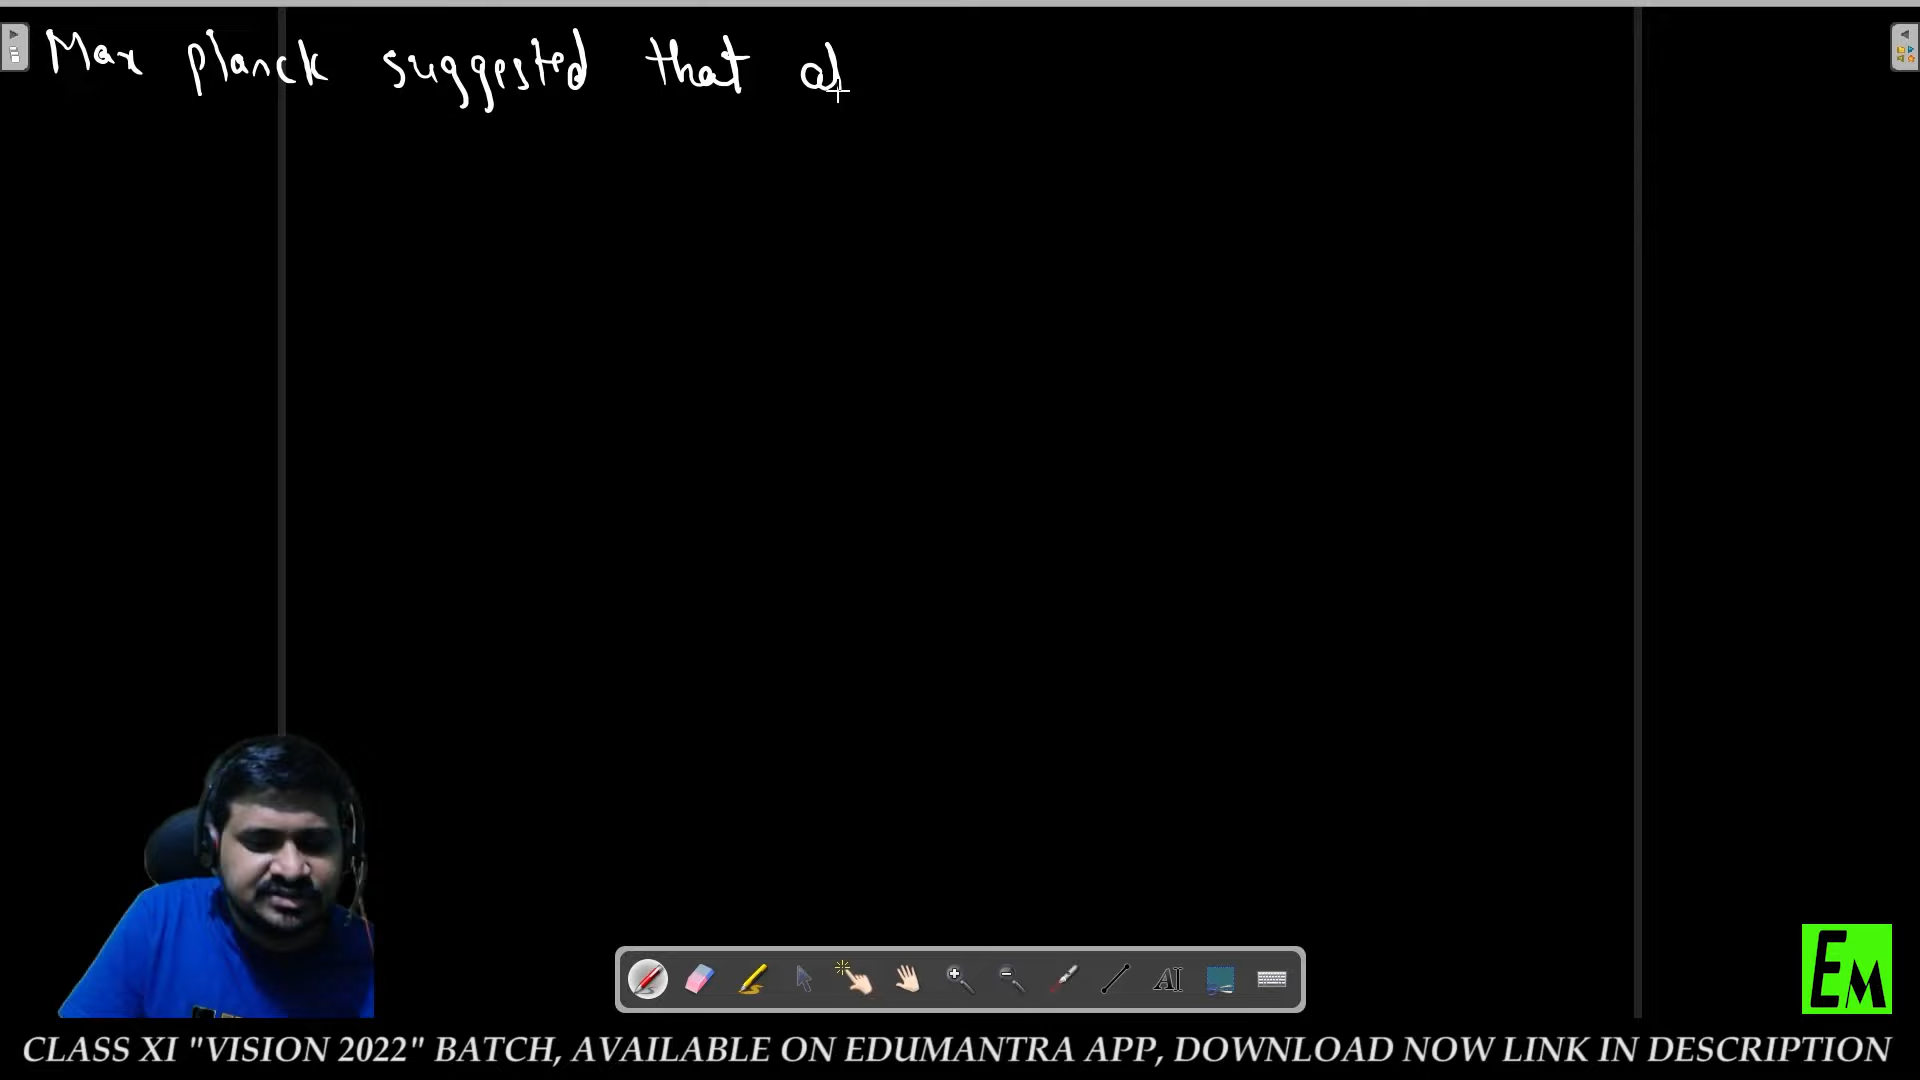 Max planck suggested that
AI
EM
CLASS XI "VISION 2022" BATCH, AVAILABLE ON EDUMANTRA APP, DOWNLOAD NOW LINK IN DESCRIPTION